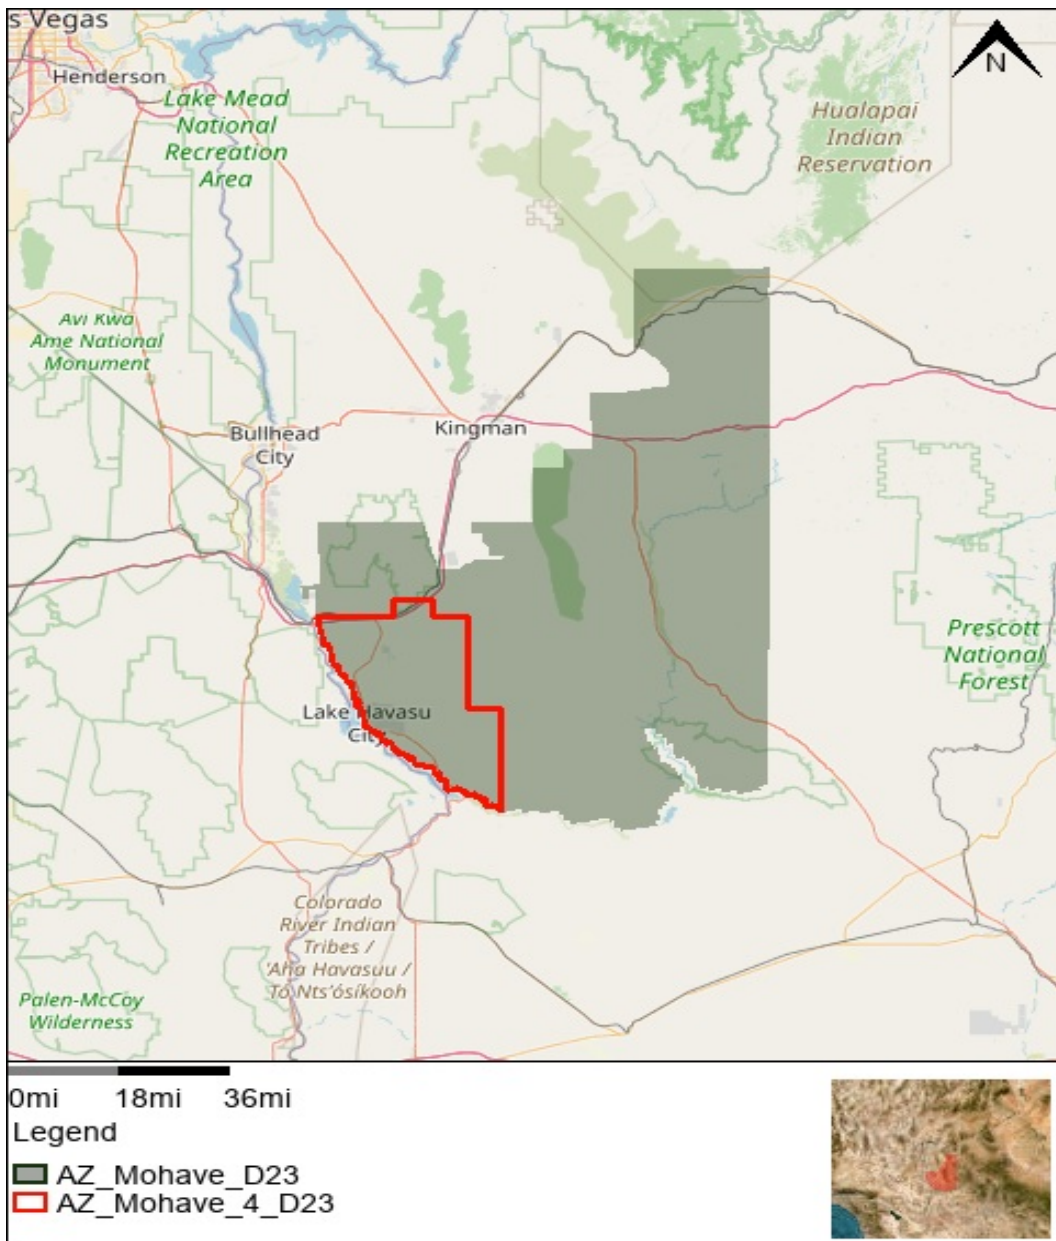 s Vegas
Henderson
Lake Mead
National
Recreation
Area
N
Hualapai
Indian
Reservation
Avi Kwa
Ame National
Monument
Bullhead
City
Kingman
Prescott
National
Forest
Lake Havasu
City
Colorado
River Indian
Tribes /
'Aha Havasuu /
Tó Nts'ósíkooh
Palen-McCoy
Wilderness
0mi 18mi 36mi
Legend
AZ_Mohave_D23
AZ_Mohave_4_D23